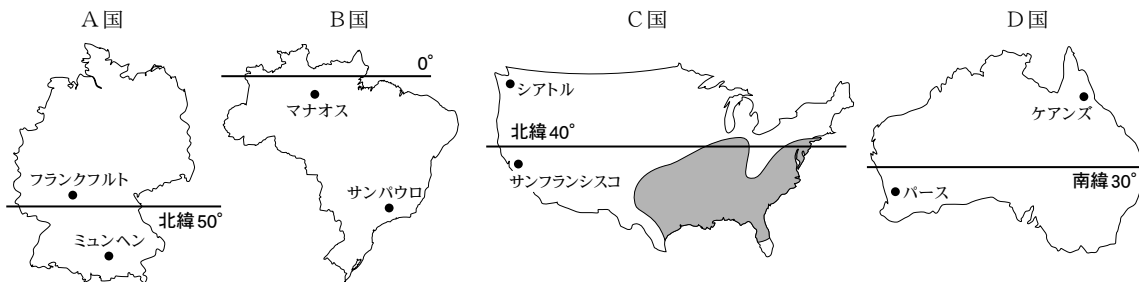 A国
B国
C国
D国
フランクフルト
北緯50°
ミュンヘン
0°
マナオス
サンパウロ
シアトル
北緯40°
サンフランシスコ
ケアンズ
南緯30°
パース